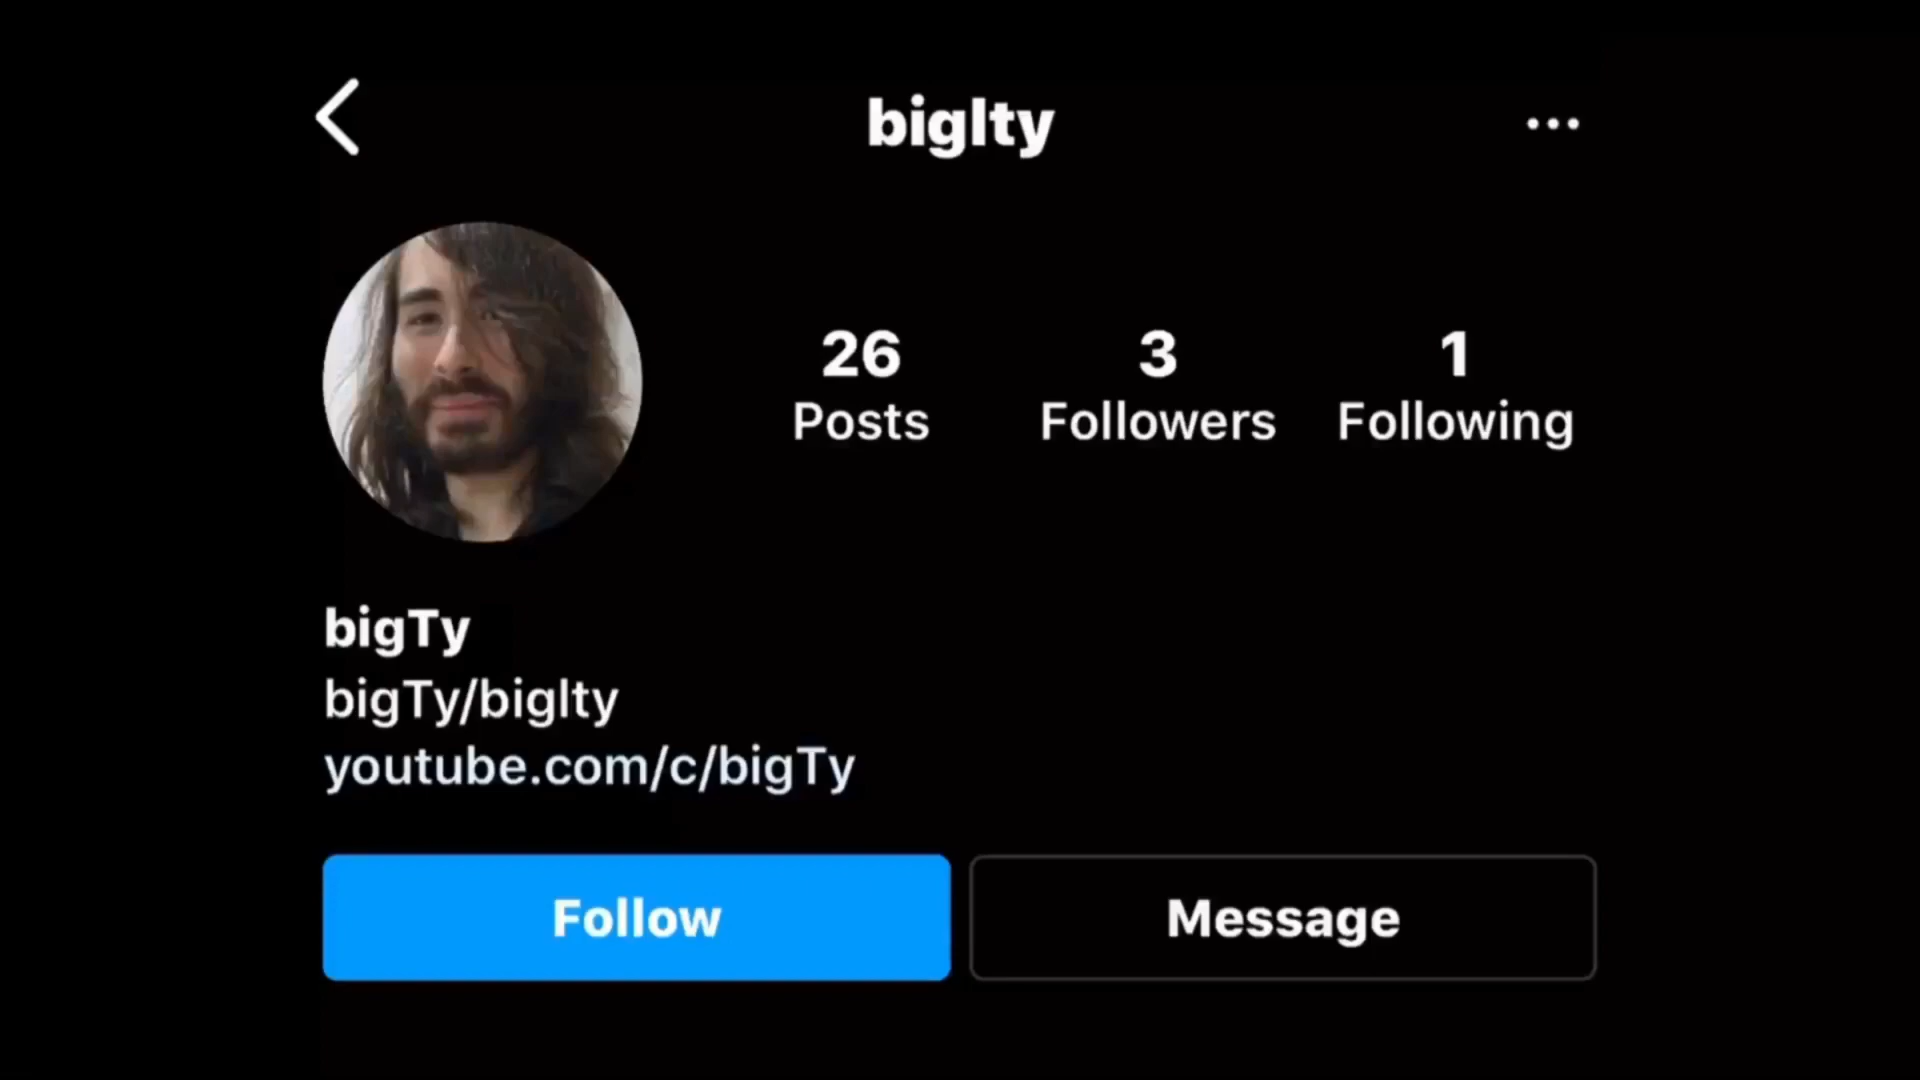 biglty
26 3 1
Posts Followers Following
bigTy
bigTy/biglty
youtube.com/c/bigTy
Follow Message